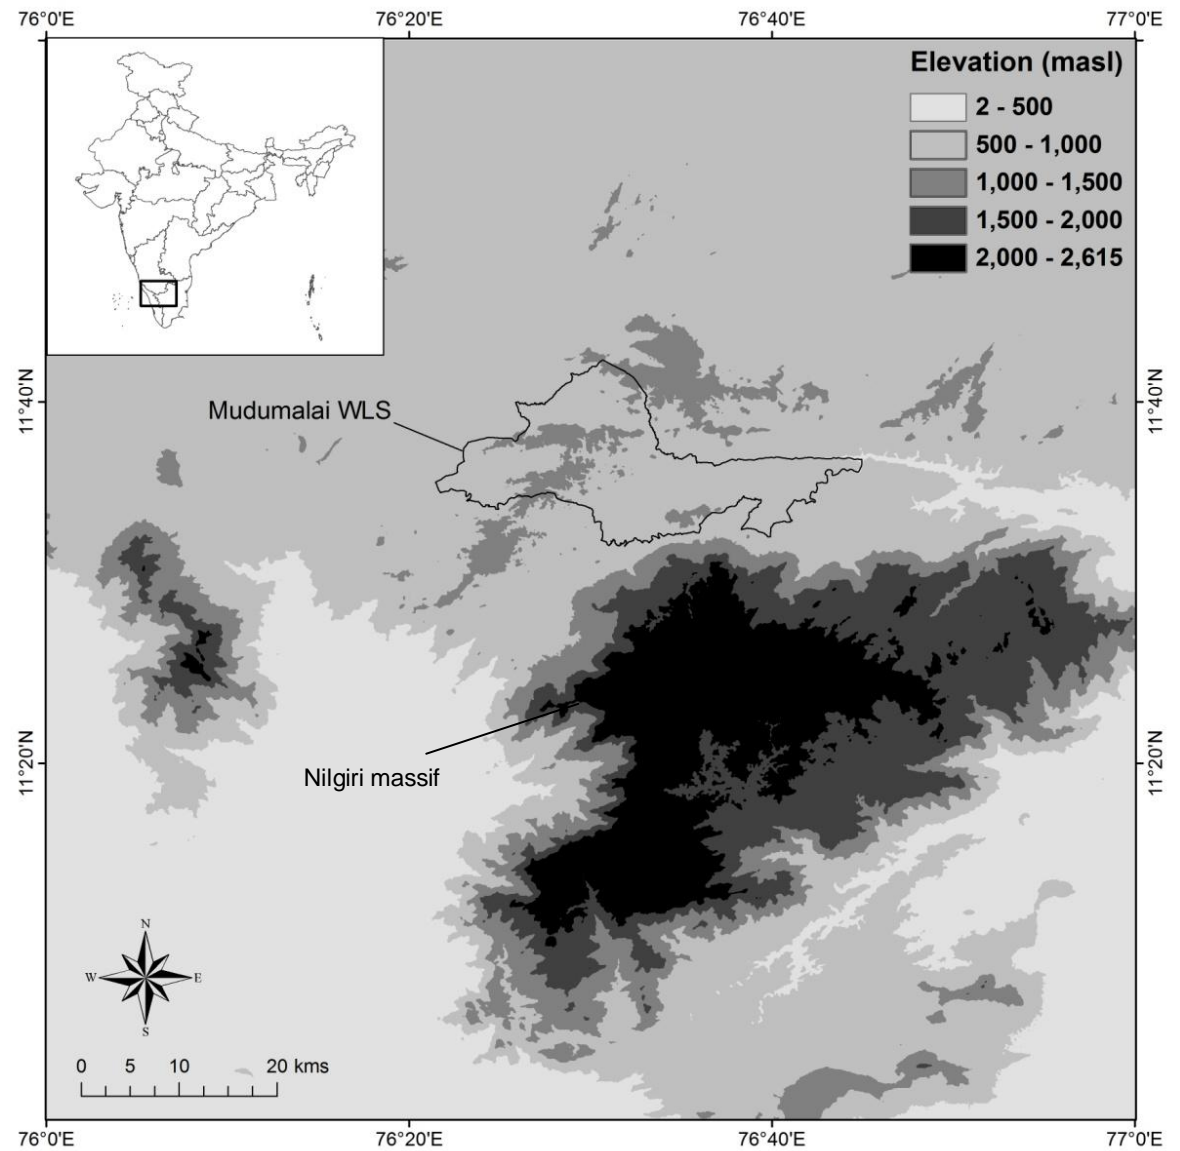 76°0'E 76°20'E 76°40'E 77°0'E
Elevation (masl)
2 - 500
500 - 1,000
1,000 - 1,500
1,500 - 2,000
2,000 - 2,615
11°40'N 11°40'N
Mudumalai WLS
11°20'N 11°20'N
Nilgiri massif
N
W E
S
0 5 10 20 kms
76°0'E 76°20'E 76°40'E 77°0'E